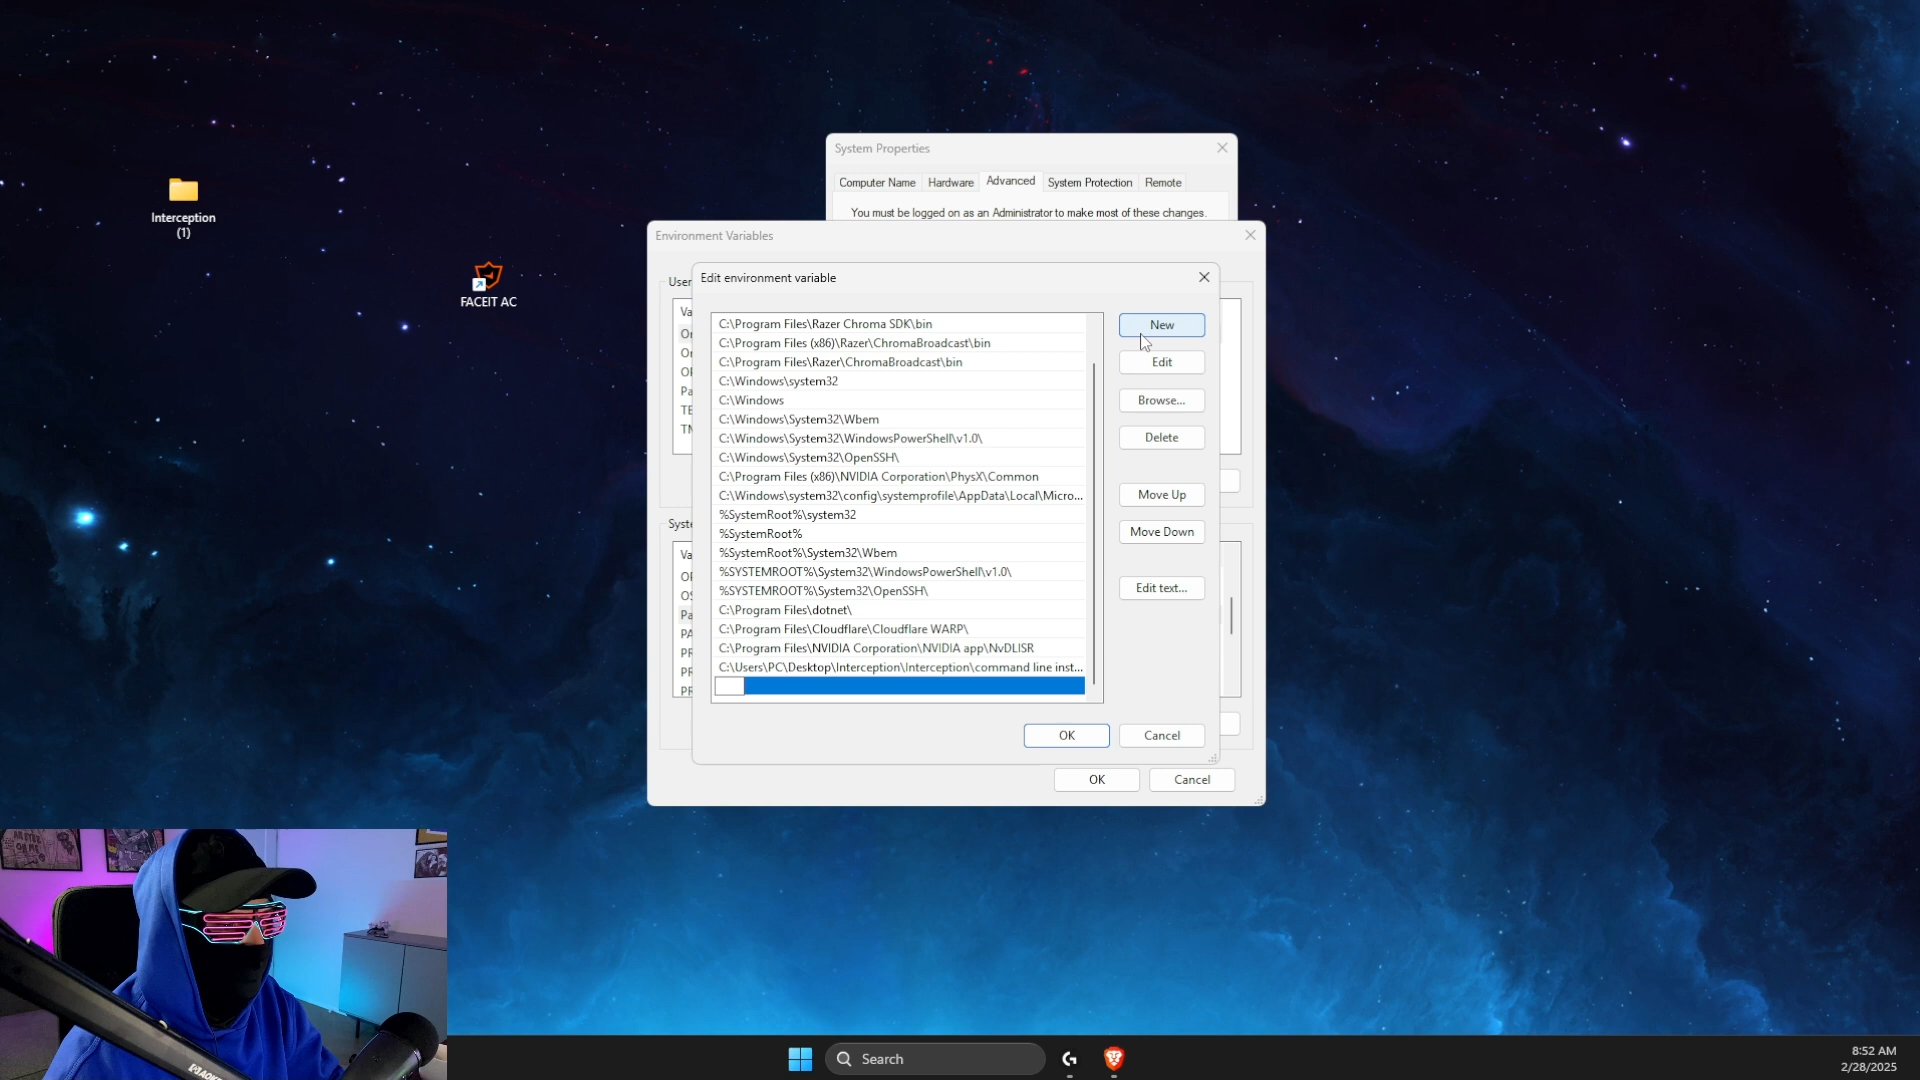 System Properties
Computer Name
Hardware
Advanced
System Protection
Remote
You must be logged on as an Administrator to make most of these changes.
Interception
(1)
FACEIT AC
Environment Variables
User
Edit environment variable
C:\Program Files\Razer Chroma SDK\bin
C:\Program Files (x86)\Razer\ChromaBroadcast\bin
C:\Program Files\Razer\ChromaBroadcast\bin
C:\Windows\system32
C:\Windows
C:\Windows\System32\Wbem
C:\Windows\System32\WindowsPowerShell\v1.0\
C:\Windows\System32\OpenSSH\
C:\Program Files (x86)\NVIDIA Corporation\PhysX\Common
C:\Windows\system32\config\systemprofile\AppData\Local\Micro...
%SystemRoot%\system32
%SystemRoot%
%SystemRoot%\System32\Wbem
%SYSTEMROOT%\System32\WindowsPowerShell\v1.0\
%SYSTEMROOT%\System32\OpenSSH\
C:\Program Files\dotnet\
C:\Program Files\Cloudflare\Cloudflare WARP\
C:\Program Files\NVIDIA Corporation\NVIDIA app\NvDLISR
C:\Users\PC\Desktop\Interception\Interception\command line inst...
New
Edit
Browse...
Delete
Move Up
Move Down
Edit text...
OK
Cancel
OK
Cancel
Search
8:52 AM
2/28/2025